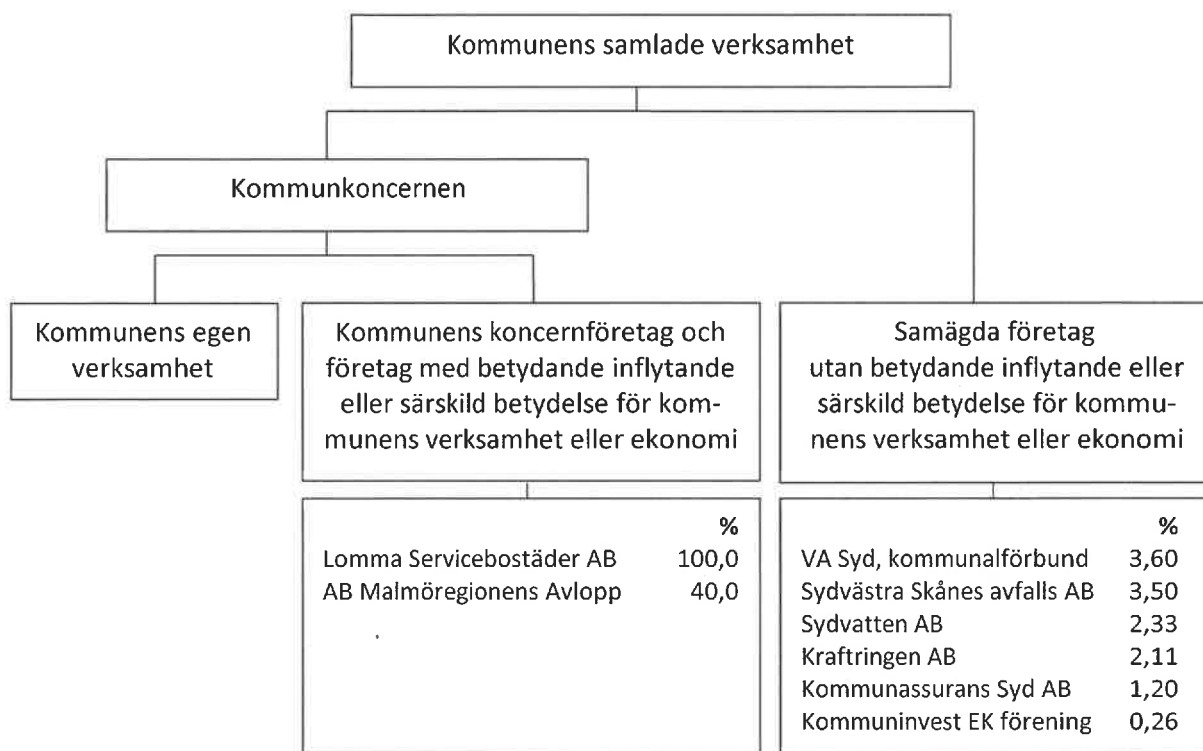 Kommunens samlade verksamhet
Kommunkoncernen
Kommunens egen
verksamhet
Kommunens koncernföretag och
företag med betydande inflytande
eller särskild betydelse för kom-
munens verksamhet eller ekonomi
Samägda företag
utan betydande inflytande eller
särskild betydelse för kommu-
nens verksamhet eller ekonomi
%
Lomma Servicebostäder AB 100,0
AB Malmöregionens Avlopp 40,0
%
VA Syd, kommunalförbund 3,60
Sydvästra Skånes avfalls AB 3,50
Sydvatten AB 2,33
Kraftringen AB 2,11
Kommunassurans Syd AB 1,20
Kommuninvest EK förening 0,26